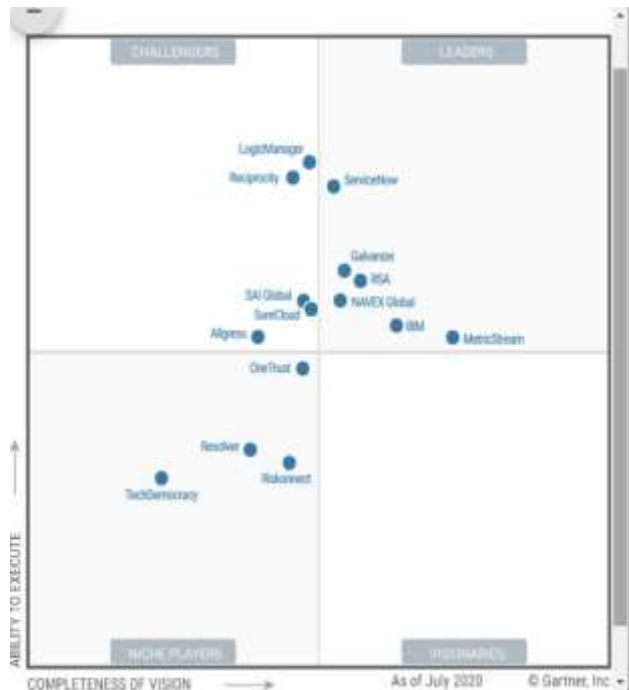 CHALLENGERS
LEADERS
LogicManager
Reciprocity
ServiceNow
Galvanize
RSA
SAI Global
NAVEX Global
SureCloud
IBM
Allgress
MetricStream
OneTrust
Resolver
Riskonnect
TechDemocracy
ABILITY TO EXECUTE
NICHE PLAYERS
VISIONARIES
COMPLETENESS OF VISION
As of July 2020
© Gartner, Inc